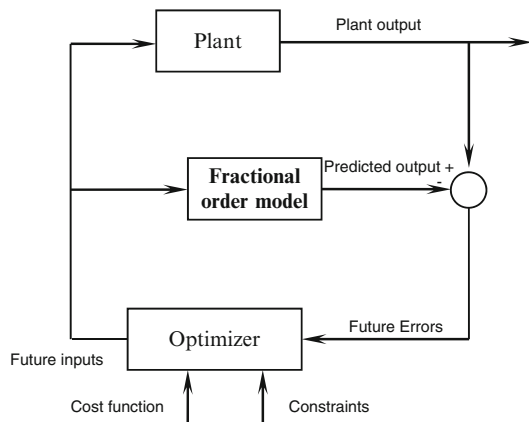 Plant output
Plant
Predicted output +
-
Fractional
order model
Future Errors
Optimizer
Future inputs
Cost function
Constraints